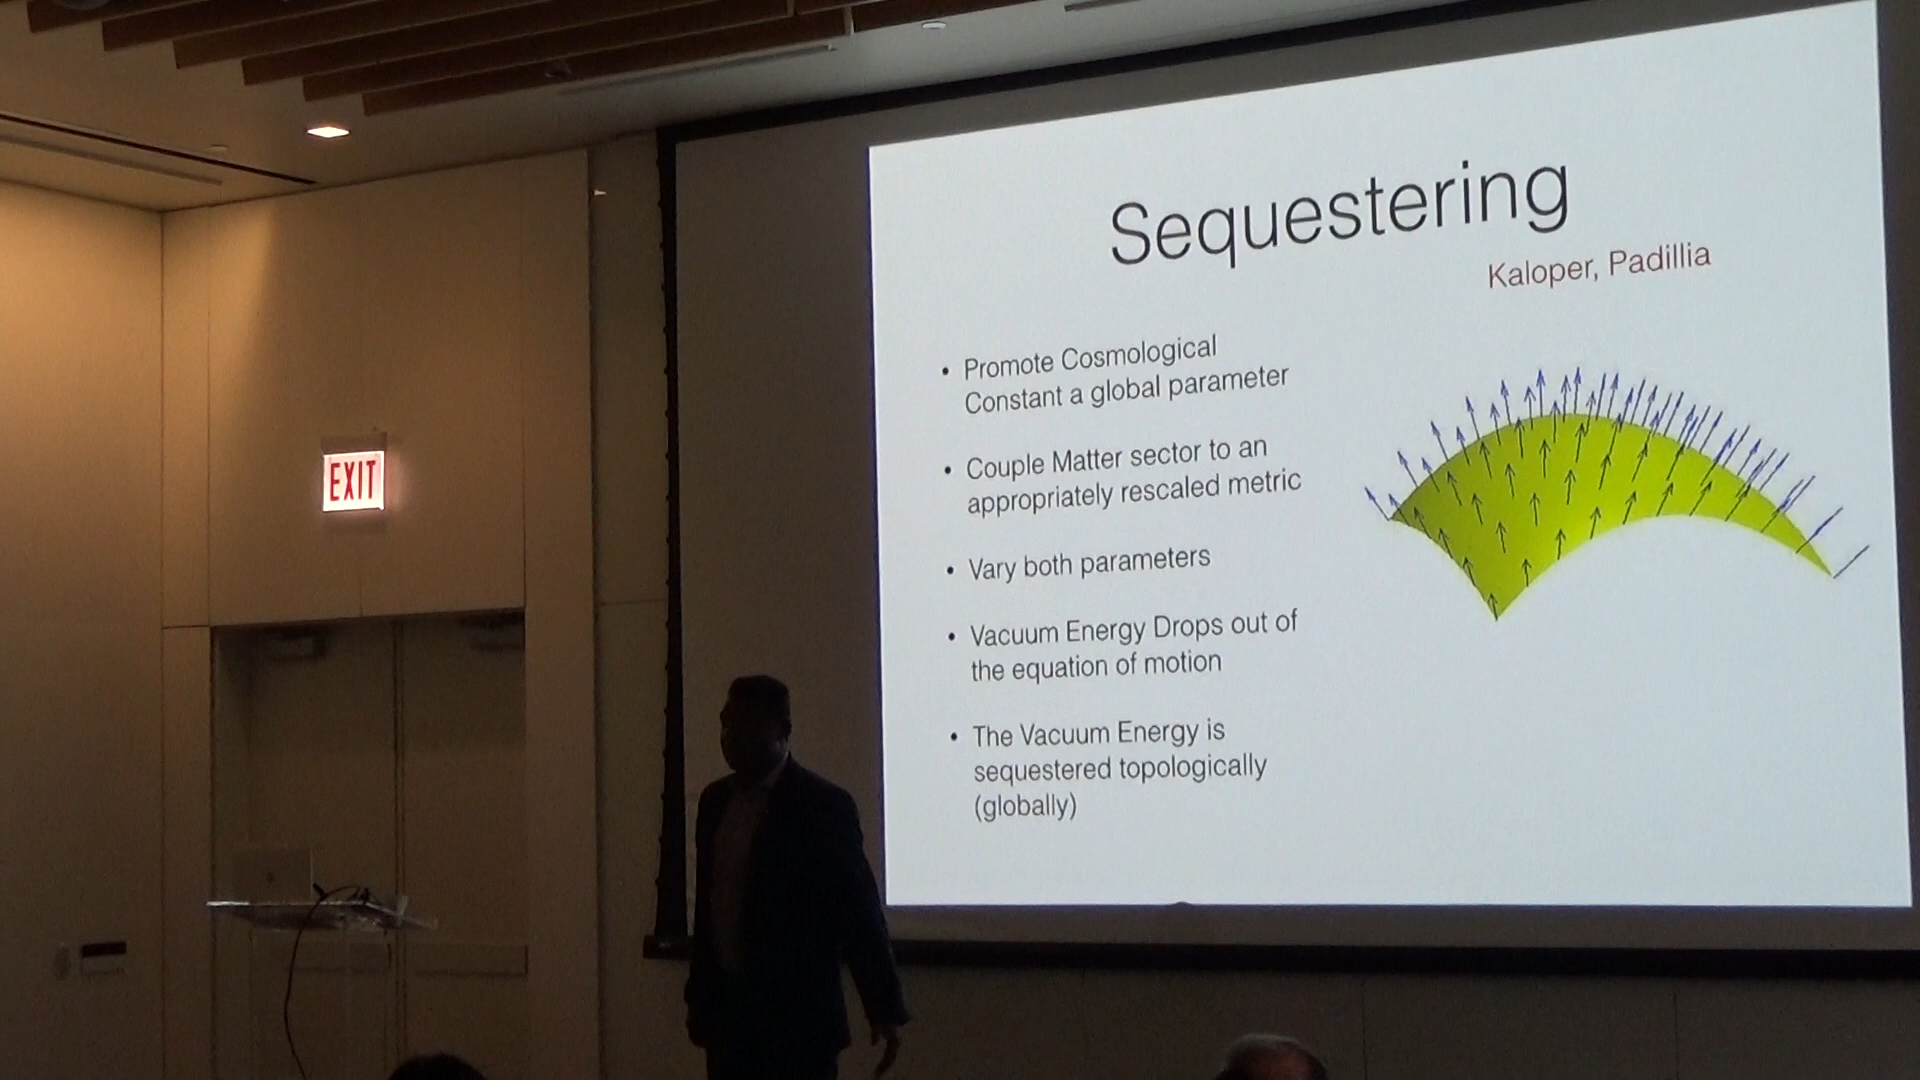 EXIT
Sequestering
Kaloper, Padillia
• Promote Cosmological
Constant a global parameter
• Couple Matter sector to an
appropriately rescaled metric
• Vary both parameters
• Vacuum Energy Drops out of
the equation of motion
• The Vacuum Energy is
sequestered topologically
(globally)